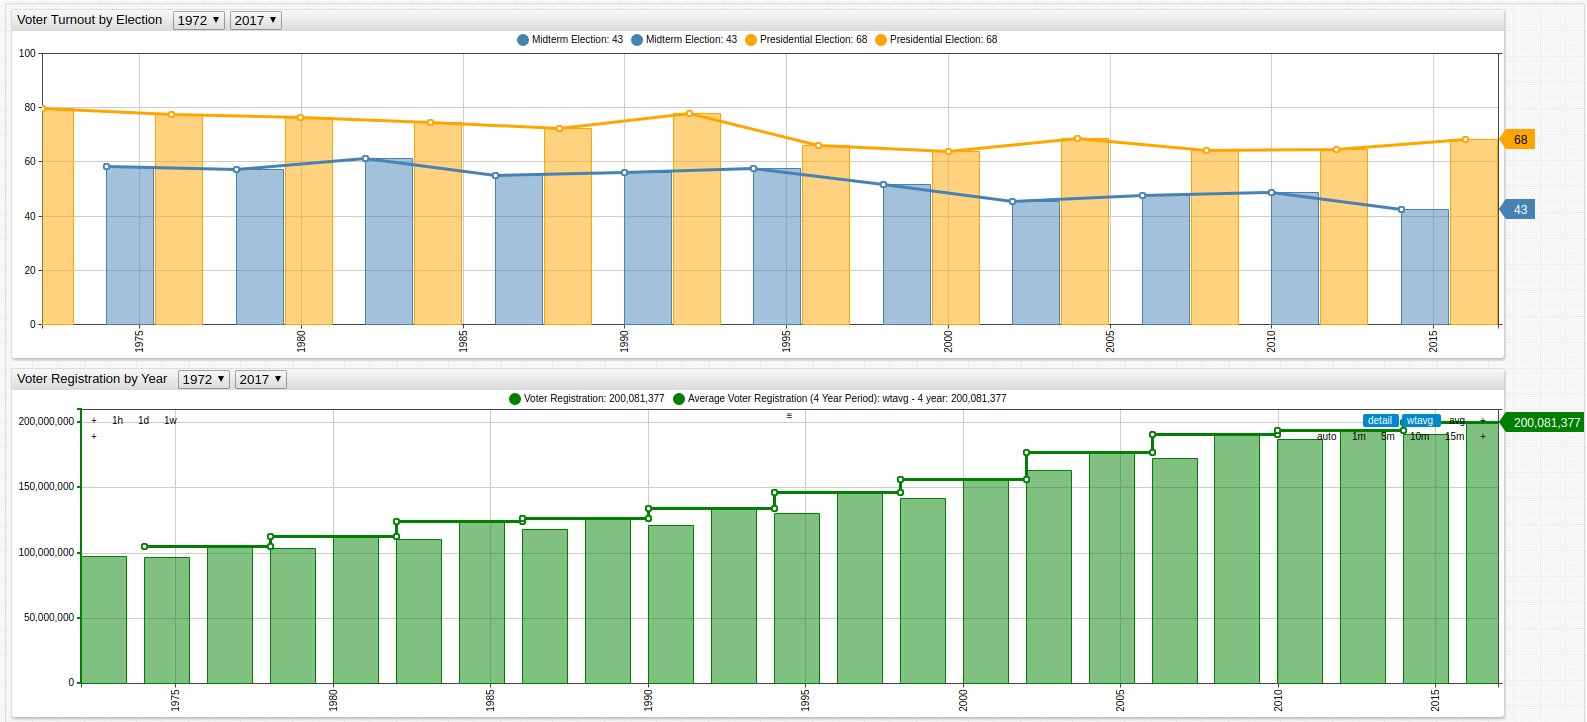 Voter Turnout by Election 1972 ▼ 2017 ▼
Midterm Election: 43 Midterm Election: 43 Presidential Election: 68 Presidential Election: 68
100
80
60
40
20
0
68
43
1975 1980 1985 1990 1995 2000 2005 2010 2015
Voter Registration by Year 1972 ▼ 2017 ▼
Voter Registration: 200,081,377 Average Voter Registration (4 Year Period): wtavg - 4 year: 200,081,377
+ 1h 1d 1w ≡ detail wtavg avg +
+ auto 1m 5m 10m 15m +
200,000,000
150,000,000
100,000,000
50,000,000
0
200,081,377
1975 1980 1985 1990 1995 2000 2005 2010 2015